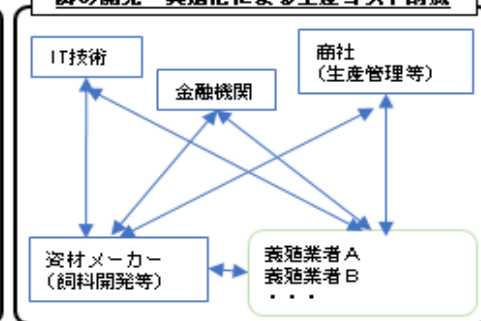 IT技術
商社
(生産管理等)
金融機関
資材メーカー
(飼料開発等)
養殖業者A
養殖業者B
・・・